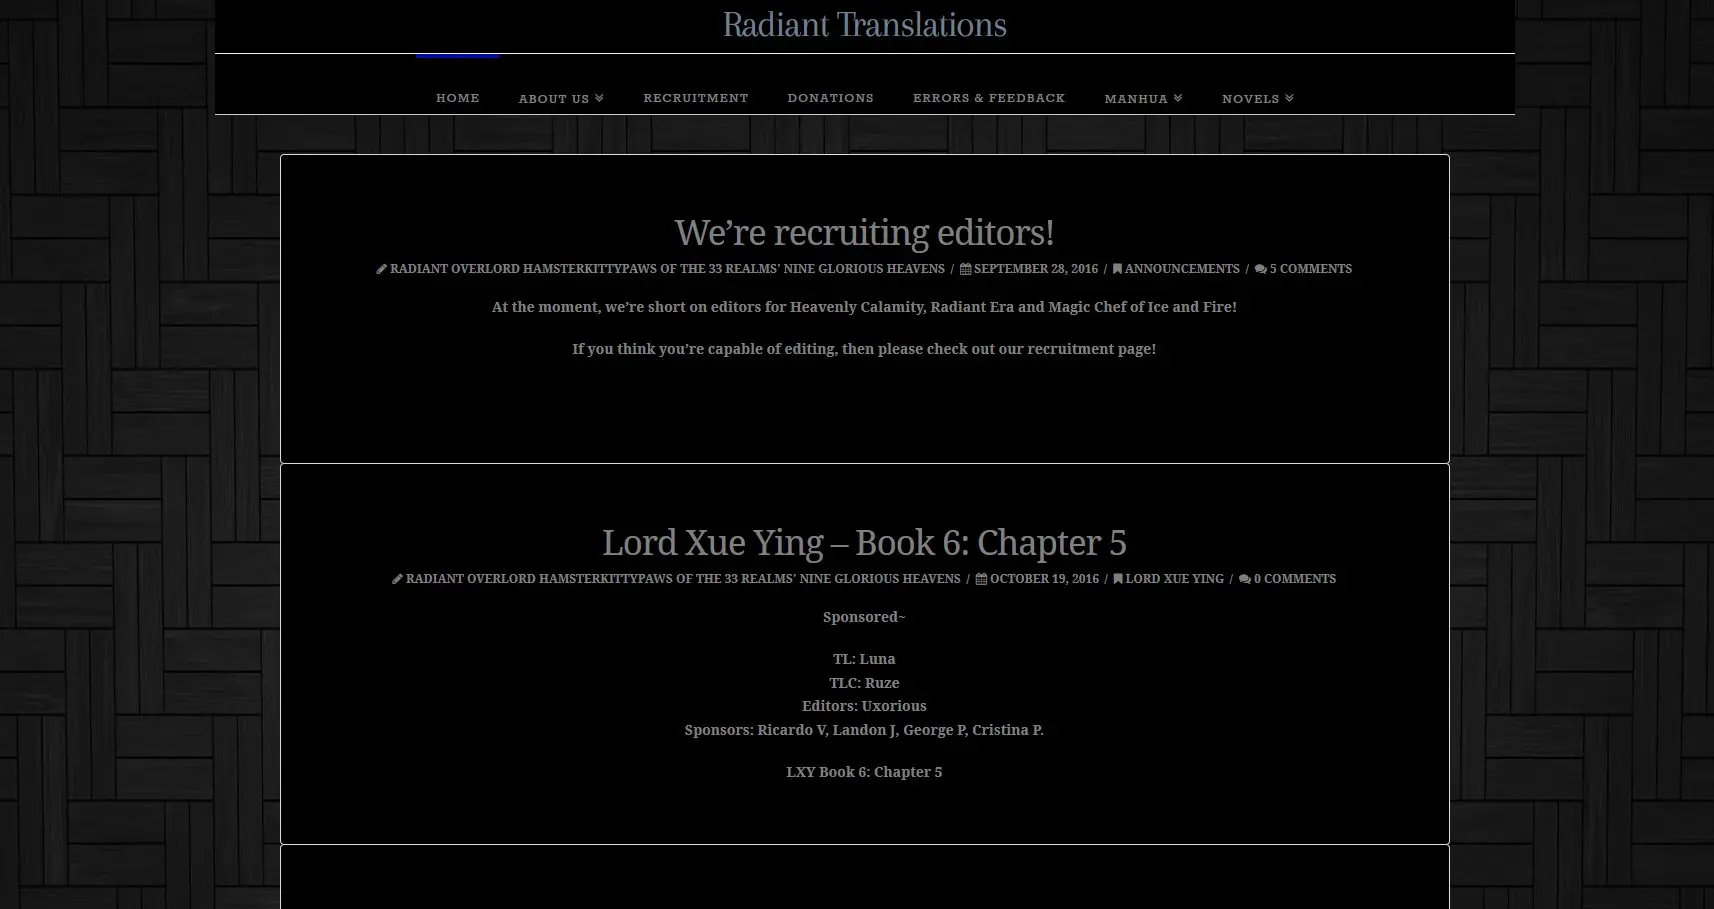 Radiant Translations
HOME ABOUT US RECRUITMENT DONATIONS ERRORS & FEEDBACK MANHUA NOVELS
We’re recruiting editors!
RADIANT OVERLORD HAMSTERKITTYPAWS OF THE 33 REALMS' NINE GLORIOUS HEAVENS / SEPTEMBER 28, 2016 / ANNOUNCEMENTS / 5 COMMENTS
At the moment, we’re short on editors for Heavenly Calamity, Radiant Era and Magic Chef of Ice and Fire!
If you think you’re capable of editing, then please check out our recruitment page!
Lord Xue Ying – Book 6: Chapter 5
RADIANT OVERLORD HAMSTERKITTYPAWS OF THE 33 REALMS' NINE GLORIOUS HEAVENS / OCTOBER 19, 2016 / LORD XUE YING / 0 COMMENTS
Sponsored~
TL: Luna
TLC: Ruze
Editors: Uxorious
Sponsors: Ricardo V, Landon J, George P, Cristina P.
LXY Book 6: Chapter 5